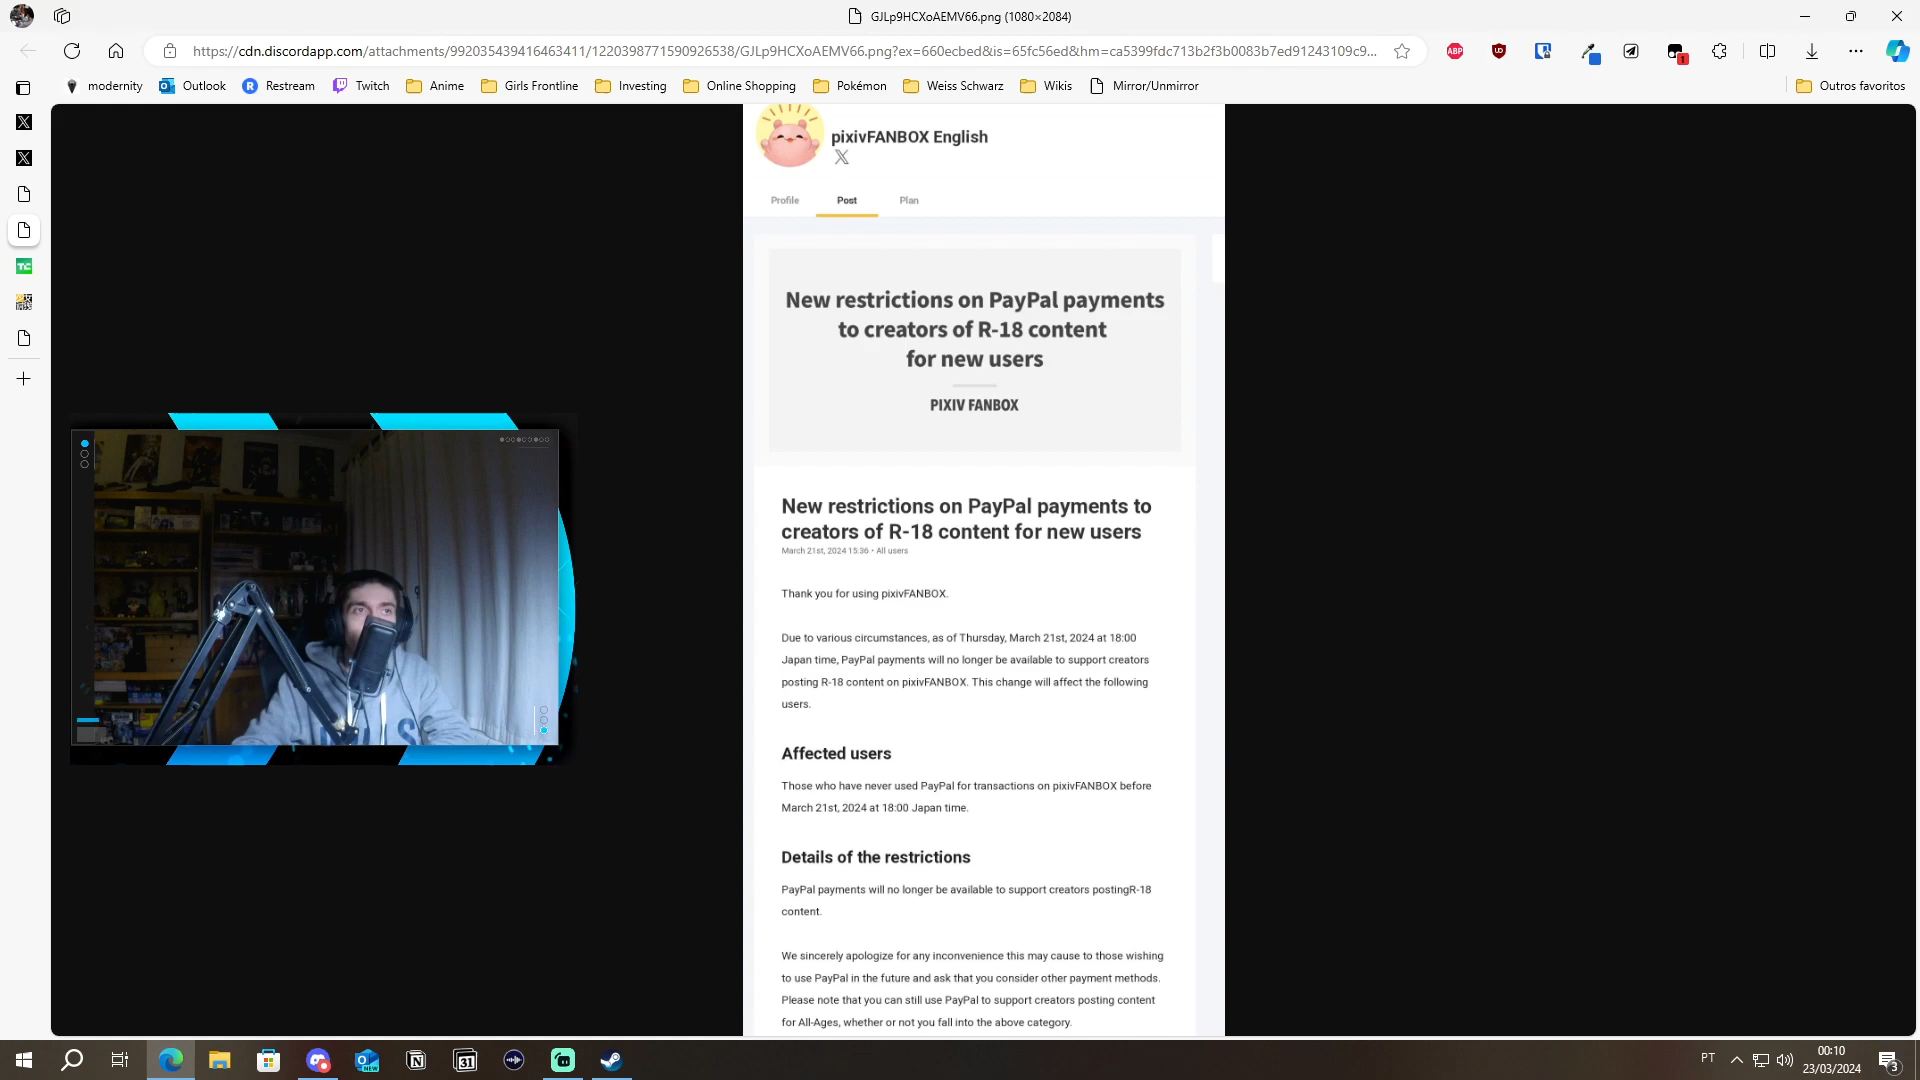 GJLp9HCXoAEMV66.png (1080×2084)
https://cdn.discordapp.com/attachments/992035439416463411/1220398771590926538/GJLp9HCXoAEMV66.png?ex=660ecbed&is=65fc56ed&hm=ca5399fdc713b2f3b0083b7ed91243109c9...
ABP
1
modernity
Outlook
Restream
Twitch
Anime
Girls Frontline
Investing
Online Shopping
Pokémon
Weiss Schwarz
Wikis
Mirror/Unmirror
Outros favoritos
pixivFANBOX English
Profile
Post
Plan
New restrictions on PayPal payments
to creators of R-18 content
for new users
PIXIV FANBOX
New restrictions on PayPal payments to
creators of R-18 content for new users
March 21st, 2024 15:36 • All users
Thank you for using pixivFANBOX.
Due to various circumstances, as of Thursday, March 21st, 2024 at 18:00
Japan time, PayPal payments will no longer be available to support creators
posting R-18 content on pixivFANBOX. This change will affect the following
users.
Affected users
Those who have never used PayPal for transactions on pixivFANBOX before
March 21st, 2024 at 18:00 Japan time.
Details of the restrictions
PayPal payments will no longer be available to support creators postingR-18
content.
We sincerely apologize for any inconvenience this may cause to those wishing
to use PayPal in the future and ask that you consider other payment methods.
Please note that you can still use PayPal to support creators posting content
for All-Ages, whether or not you fall into the above category.
NEW
31
PT
00:10
23/03/2024
3